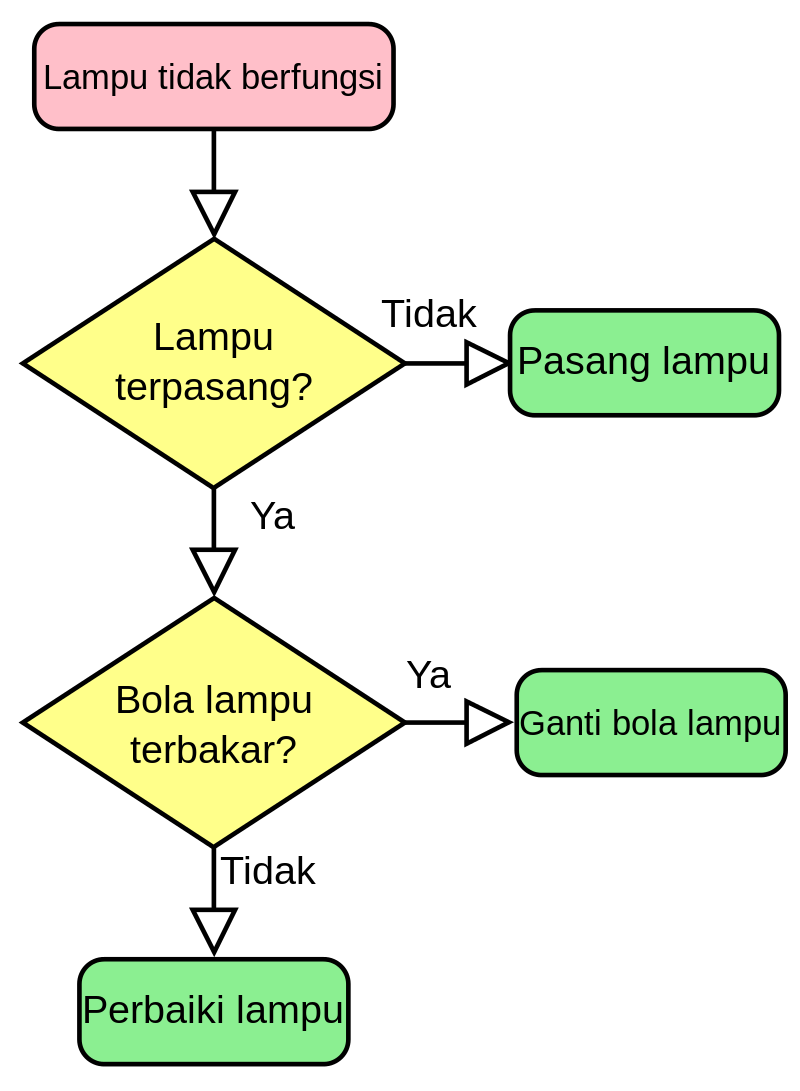 Lampu tidak berfungsi
Lampu
terpasang?
Tidak
Pasang lampu
Ya
Bola lampu
terbakar?
Ya
Ganti bola lampu
Tidak
Perbaiki lampu